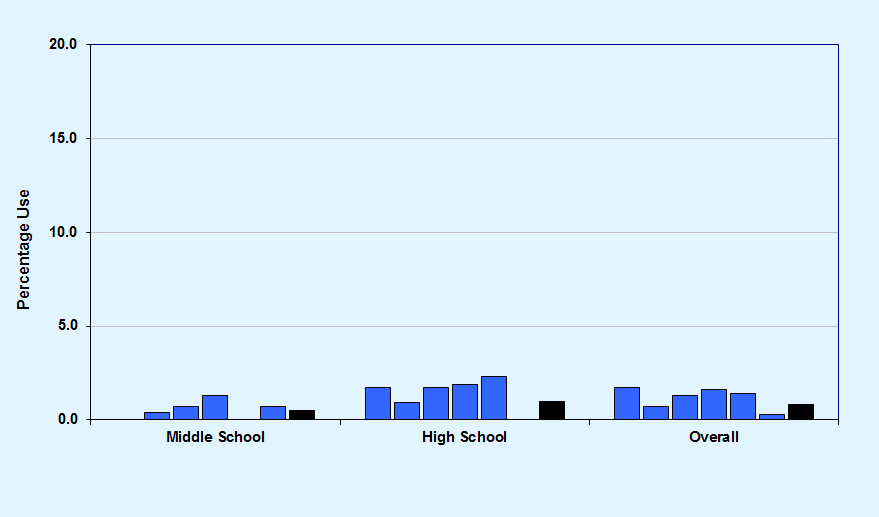 20.0
15.0
10.0
5.0
0.0
Percentage Use
Middle School
High School
Overall